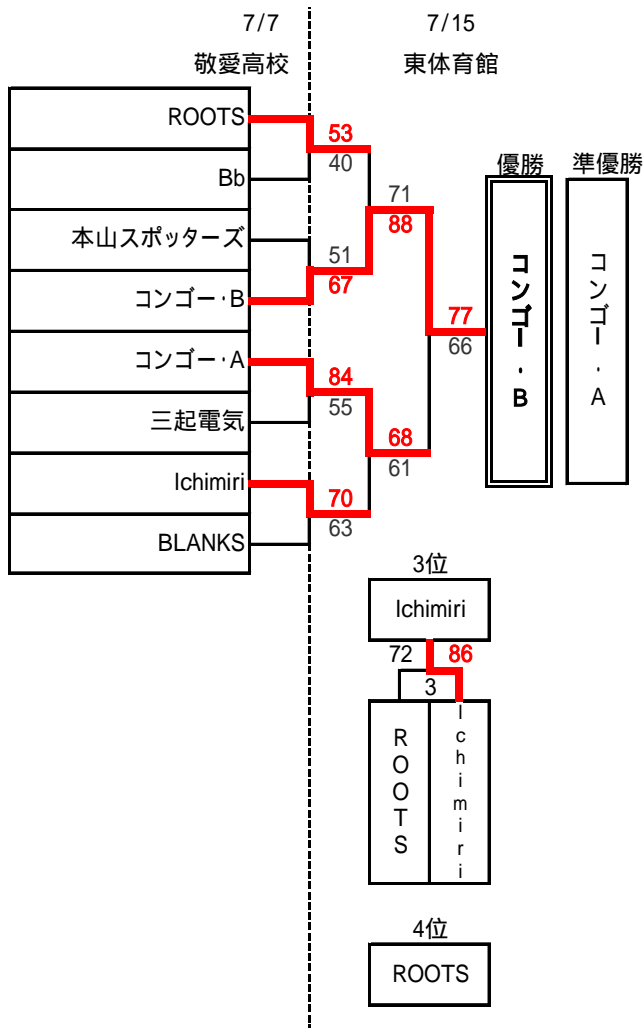 7/7 7/15
敬愛高校 東体育館
ROOTS
53
40
Bb
優勝 準優勝
71
88
本山スポッターズ
51
67
コンゴー・B
コンゴー・B
コンゴー・A
77
66
コンゴー・A
84
55
三起電気
68
61
Ichimiri
70
63
BLANKS
3位
Ichimiri
72 86
3
ROOTS
Ichimiri
4位
ROOTS